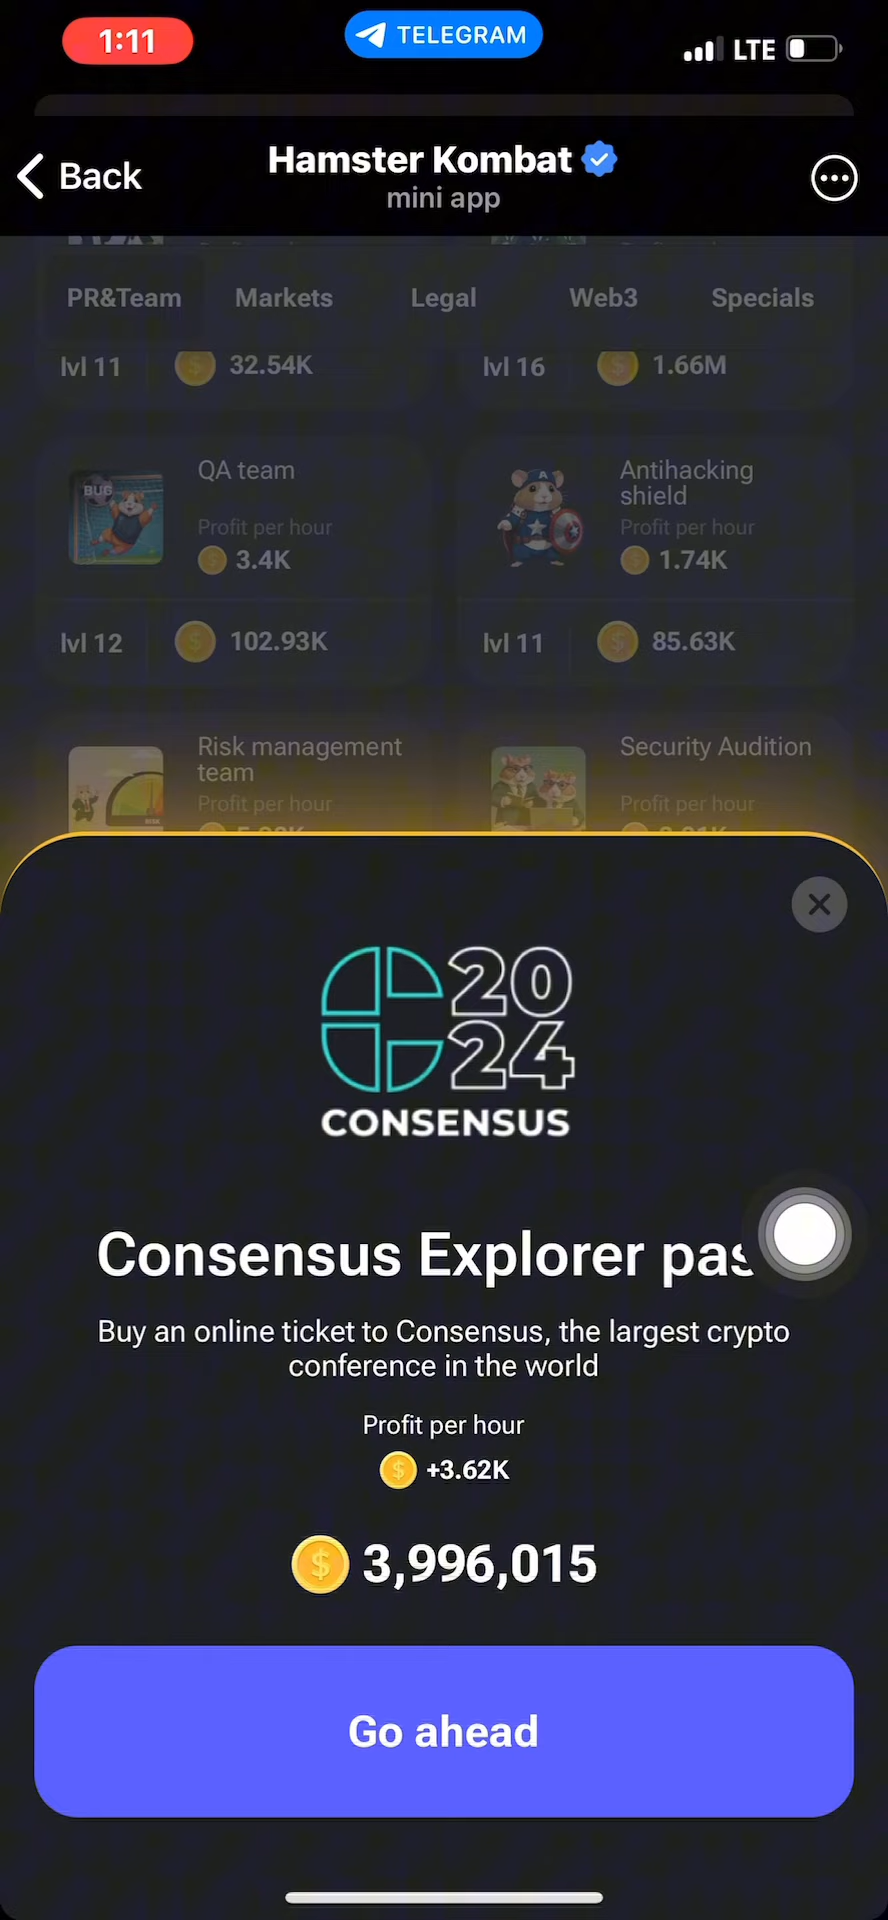 1:11
TELEGRAM
LTE
Back
Hamster Kombat
mini app
PR&Team Markets Legal Web3 Specials
lvl 11 32.54K
lvl 16 1.66M
BUG
QA team
Profit per hour
3.4K
lvl 12 102.93K
A
Antihacking
shield
Profit per hour
1.74K
lvl 11 85.63K
Risk management
team
Profit per hour
Security Audition
Profit per hour
2024
CONSENSUS
Consensus Explorer pas
Buy an online ticket to Consensus, the largest crypto
conference in the world
Profit per hour
+3.62K
3,996,015
Go ahead